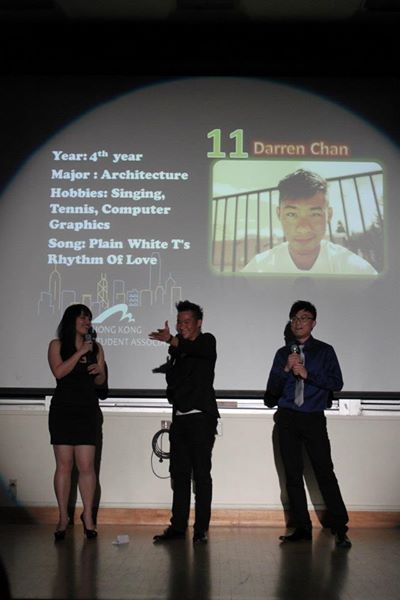 11 Darren Chan
Year: 4th year
Major : Architecture
Hobbies: Singing,
Tennis, Computer
Graphics
Song: Plain White T's
Rhythm Of Love
HONG KONG
STUDENT ASSOC